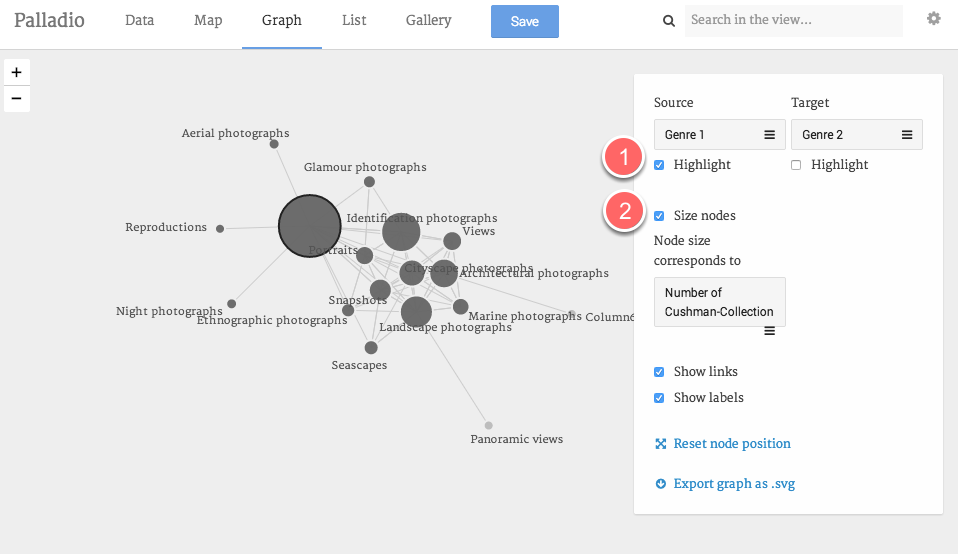 Palladio
Data
Map
Graph
List
Gallery
Save
Search in the view...
+
−
Source
Target
Genre 1
Genre 2
1
Highlight
Highlight
2
Size nodes
Node size
corresponds to
Number of
Cushman-Collection
Show links
Show labels
Reset node position
Export graph as .svg
Aerial photographs
Glamour photographs
Identification photographs
Reproductions
Views
Portraits
Cityscape photographs
Architectural photographs
Snapshots
Night photographs
Ethnographic photographs
Marine photographs
Landscape photographs
Seascapes
Panoramic views